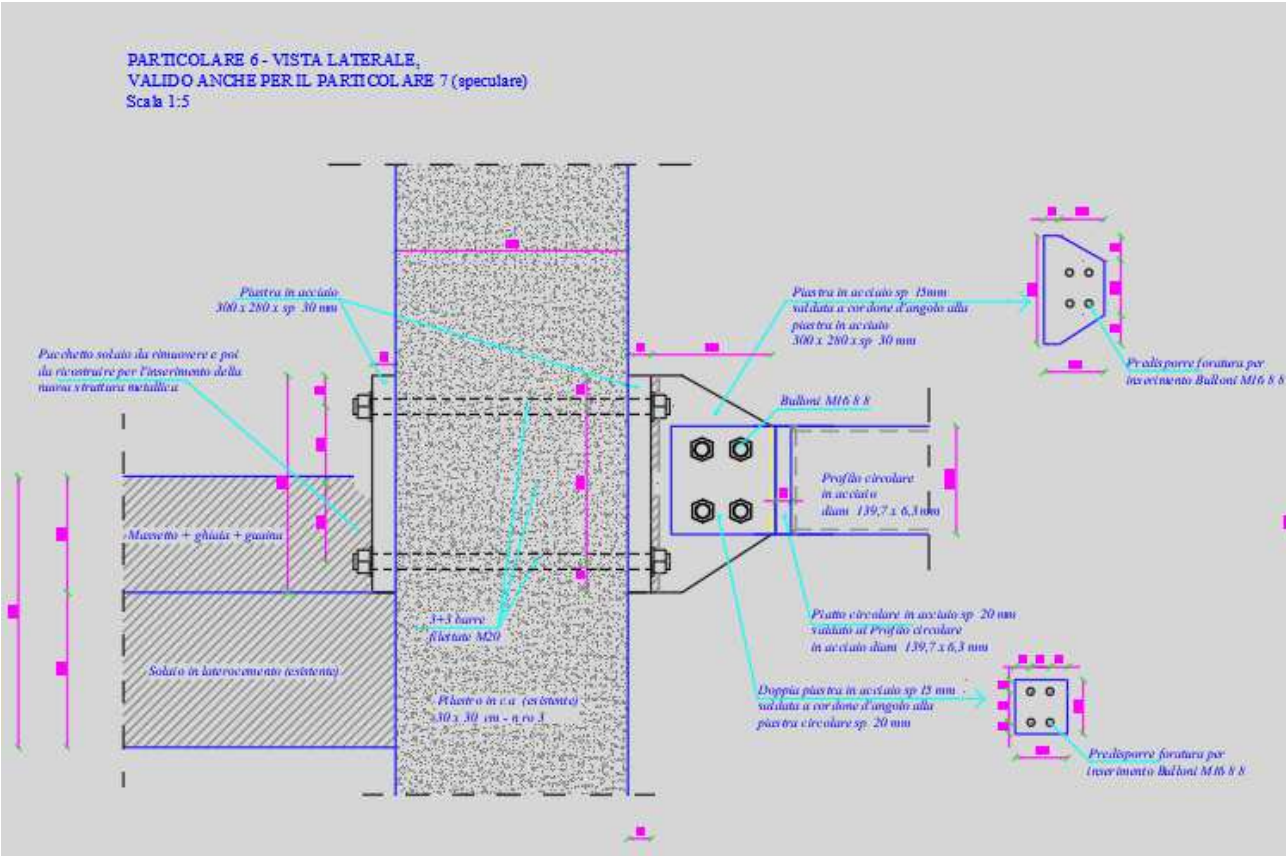 PARTICOLARE 6 - VISTA LATERALE,
VALIDO ANCHE PER IL PARTICOLARE 7 (speculare)
Scala 1:5
Piastra in acciaio
300 x 280 x sp 30 mm
Pacchetto solaio da rimuovere e poi
da ricostruire per l'inserimento della
nuova struttura metallica
Massetto + ghiaia + guaina
Solaio in laterocemento (esistente)
3+3 barre
filettate M20
Pilastro in c.a. (esistente)
30 x 30 cm - n.ro 3
Piastra in acciaio sp 15mm
saldata a cordone d'angolo alla
piastra in acciaio
300 x 280 x sp 30 mm
Bulloni M16 8 8
Profilo circolare
in acciaio
diam 139,7 x 6,3mm
Piatto circolare in acciaio sp 20 mm
saldato al Profilo circolare
in acciaio diam 139,7 x 6,3 mm
Doppia piastra in acciaio sp 15 mm
saldata a cordone d'angolo alla
piastra circolare sp 20 mm
Predisporre foratura per
inserimento Bulloni M16 8 8
Predisporre foratura per
inserimento Bulloni M16 8 8